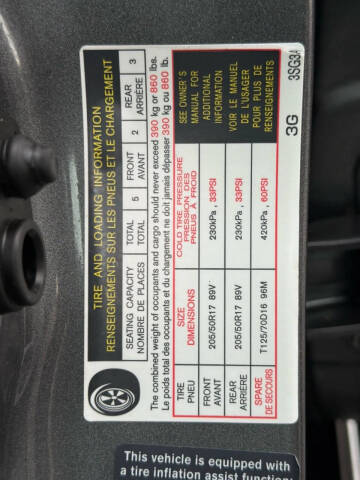 TIRE AND LOADING INFORMATION
RENSEIGNEMENTS SUR LES PNEUS ET LE CHARGEMENT
SEATING CAPACITY TOTAL 5 FRONT 2 REAR 3
NOMBRE DE PLACES TOTAL AVANT ARRIÈRE
The combined weight of occupants and cargo should never exceed 390 kg or 860 lbs.
Le poids total des occupants et du chargement ne doit jamais dépasser 390 kg ou 860 lb.
TIRE SIZE COLD TIRE PRESSURE
PNEU DIMENSIONS PRESSION DES PNEUS À FROID
FRONT 205/50R17 89V 230kPa, 33PSI
AVANT
REAR 205/50R17 89V 230kPa, 33PSI
ARRIÈRE
SPARE T125/70D16 96M 420kPa, 60PSI
DE SECOURS
SEE OWNER'S
MANUAL FOR
ADDITIONAL
INFORMATION
VOIR LE MANUEL
DE L'USAGER
POUR PLUS DE
RENSEIGNEMENTS
3G 3SG3A
This vehicle is equipped with
a tire inflation assist function